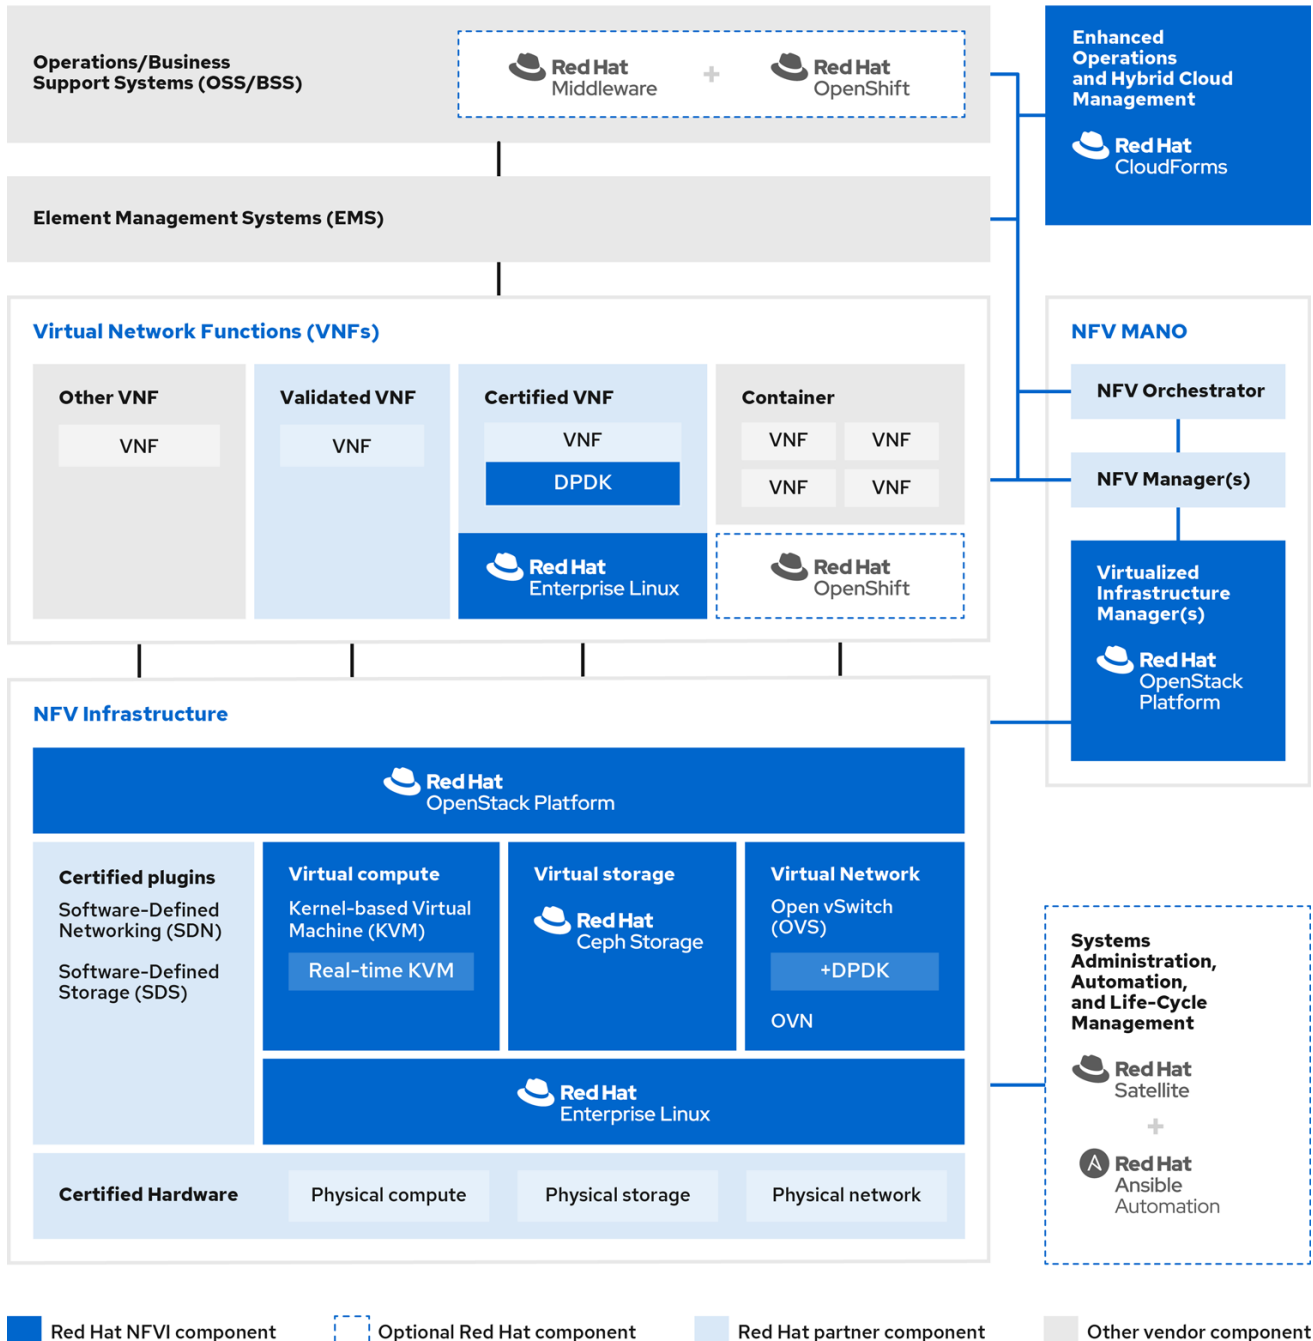 Operations/Business
Support Systems (OSS/BSS)
Red Hat
Middleware
+
Red Hat
OpenShift
Enhanced
Operations
and Hybrid Cloud
Management
Red Hat
CloudForms
Element Management Systems (EMS)
Virtual Network Functions (VNFs)
Other VNF
VNF
Validated VNF
VNF
Certified VNF
VNF
DPDK
Red Hat
Enterprise Linux
Container
VNF
VNF
VNF
VNF
Red Hat
OpenShift
NFV MANO
NFV Orchestrator
NFV Manager(s)
Virtualized
Infrastructure
Manager(s)
Red Hat
OpenStack
Platform
NFV Infrastructure
Red Hat
OpenStack Platform
Certified plugins
Software-Defined
Networking (SDN)
Software-Defined
Storage (SDS)
Virtual compute
Kernel-based Virtual
Machine (KVM)
Real-time KVM
Virtual storage
Red Hat
Ceph Storage
Virtual Network
Open vSwitch
(OVS)
+DPDK
OVN
Red Hat
Enterprise Linux
Certified Hardware
Physical compute
Physical storage
Physical network
Systems
Administration,
Automation,
and Life-Cycle
Management
Red Hat
Satellite
+
Red Hat
Ansible
Automation
Red Hat NFVI component
Optional Red Hat component
Red Hat partner component
Other vendor component